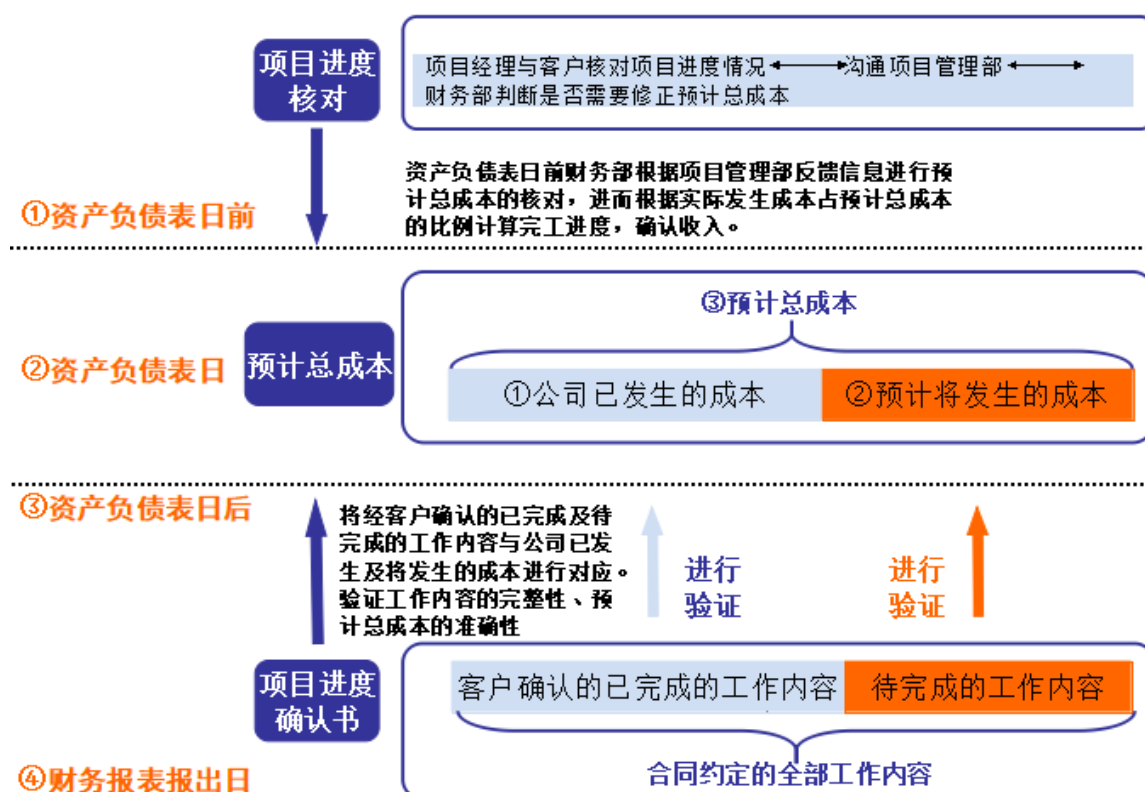 项目进度
核对
项目经理与客户核对项目进度情况 沟通项目管理部
财务部判断是否需要修正预计总成本
①资产负债表日前
资产负债表日前财务部根据项目管理部反馈信息进行预
计总成本的核对，进而根据实际发生成本占预计总成本
的比例计算完工进度，确认收入。
②资产负债表日
预计总成本
③预计总成本
①公司已发生的成本
②预计将发生的成本
③资产负债表日后
将经客户确认的已完成及待
完成的工作内容与公司已发
生及将发生的成本进行对应。
验证工作内容的完整性、预
计总成本的准确性
进行
验证
进行
验证
项目进度
确认书
客户确认的已完成的工作内容
待完成的工作内容
合同约定的全部工作内容
④财务报表报出日